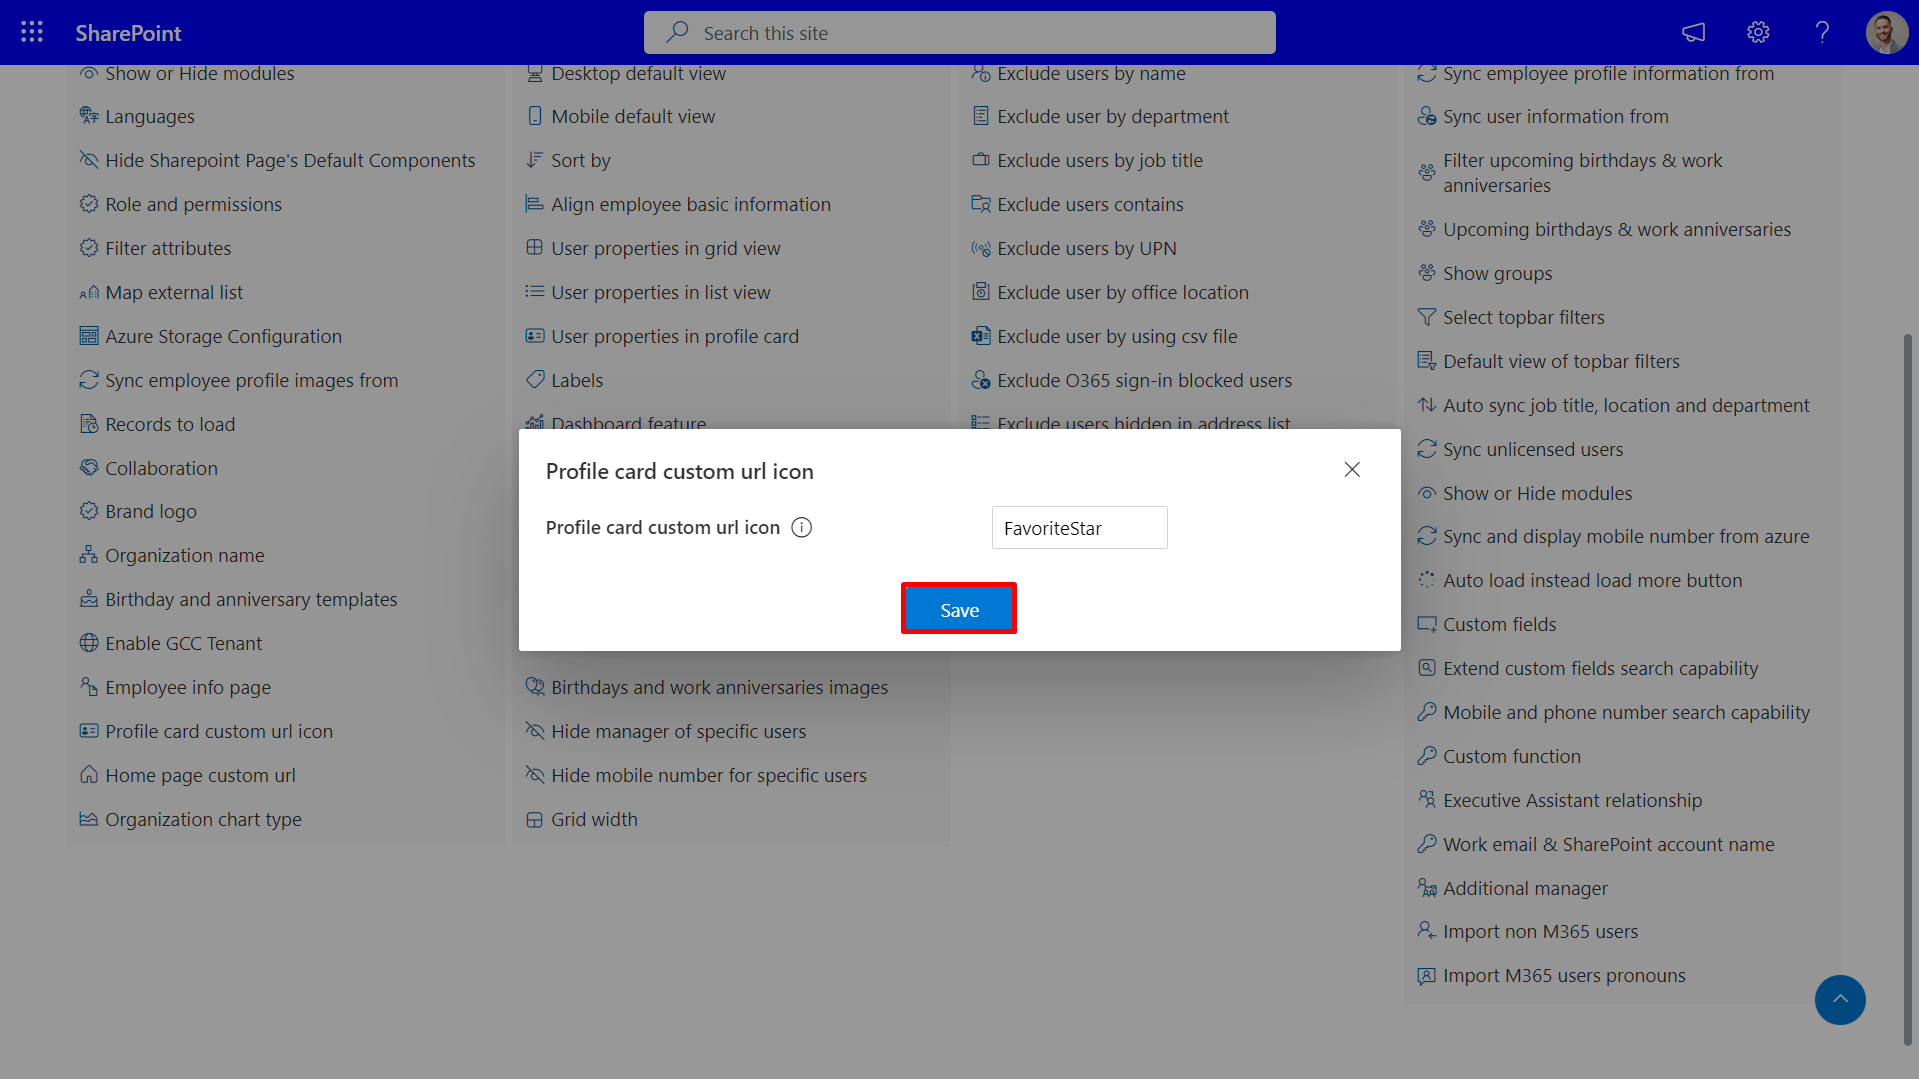 SharePoint
Search this site
Show or Hide modules
Languages
Hide Sharepoint Page's Default Components
Role and permissions
Filter attributes
Map external list
Azure Storage Configuration
Sync employee profile images from
Records to load
Collaboration
Brand logo
Organization name
Birthday and anniversary templates
Enable GCC Tenant
Employee info page
Profile card custom url icon
Home page custom url
Organization chart type
Desktop default view
Mobile default view
Sort by
Align employee basic information
User properties in grid view
User properties in list view
User properties in profile card
Labels
Dashboard feature
Birthdays and work anniversaries images
Hide manager of specific users
Hide mobile number for specific users
Grid width
Exclude users by name
Exclude user by department
Exclude users by job title
Exclude users contains
Exclude users by UPN
Exclude user by office location
Exclude user by using csv file
Exclude O365 sign-in blocked users
Exclude users hidden in address list
Sync employee profile information from
Sync user information from
Filter upcoming birthdays & work
anniversaries
Upcoming birthdays & work anniversaries
Show groups
Select topbar filters
Default view of topbar filters
Auto sync job title, location and department
Sync unlicensed users
Show or Hide modules
Sync and display mobile number from azure
Auto load instead load more button
Custom fields
Extend custom fields search capability
Mobile and phone number search capability
Custom function
Executive Assistant relationship
Work email & SharePoint account name
Additional manager
Import non M365 users
Import M365 users pronouns
Profile card custom url icon
Profile card custom url icon
FavoriteStar
Save